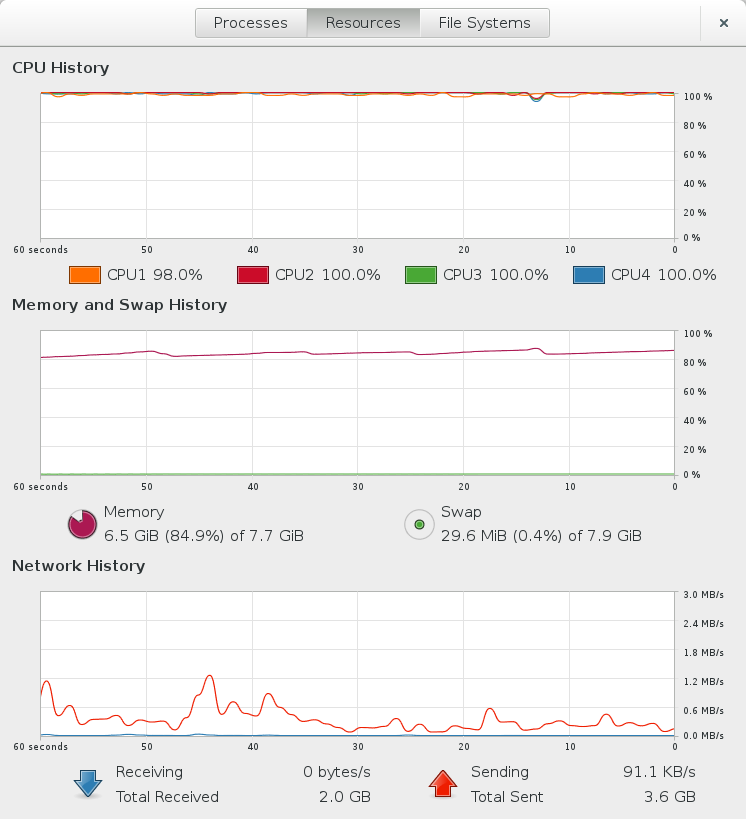 Processes Resources File Systems ×
CPU History
100 %
80 %
60 %
40 %
20 %
0 %
60 seconds 50 40 30 20 10 0
CPU1 98.0% CPU2 100.0% CPU3 100.0% CPU4 100.0%
Memory and Swap History
100 %
80 %
60 %
40 %
20 %
0 %
60 seconds 50 40 30 20 10 0
Memory
6.5 GiB (84.9%) of 7.7 GiB
Swap
29.6 MiB (0.4%) of 7.9 GiB
Network History
3.0 MB/s
2.4 MB/s
1.8 MB/s
1.2 MB/s
0.6 MB/s
0.0 MB/s
60 seconds 50 40 30 20 10 0
Receiving 0 bytes/s
Total Received 2.0 GB
Sending 91.1 KB/s
Total Sent 3.6 GB